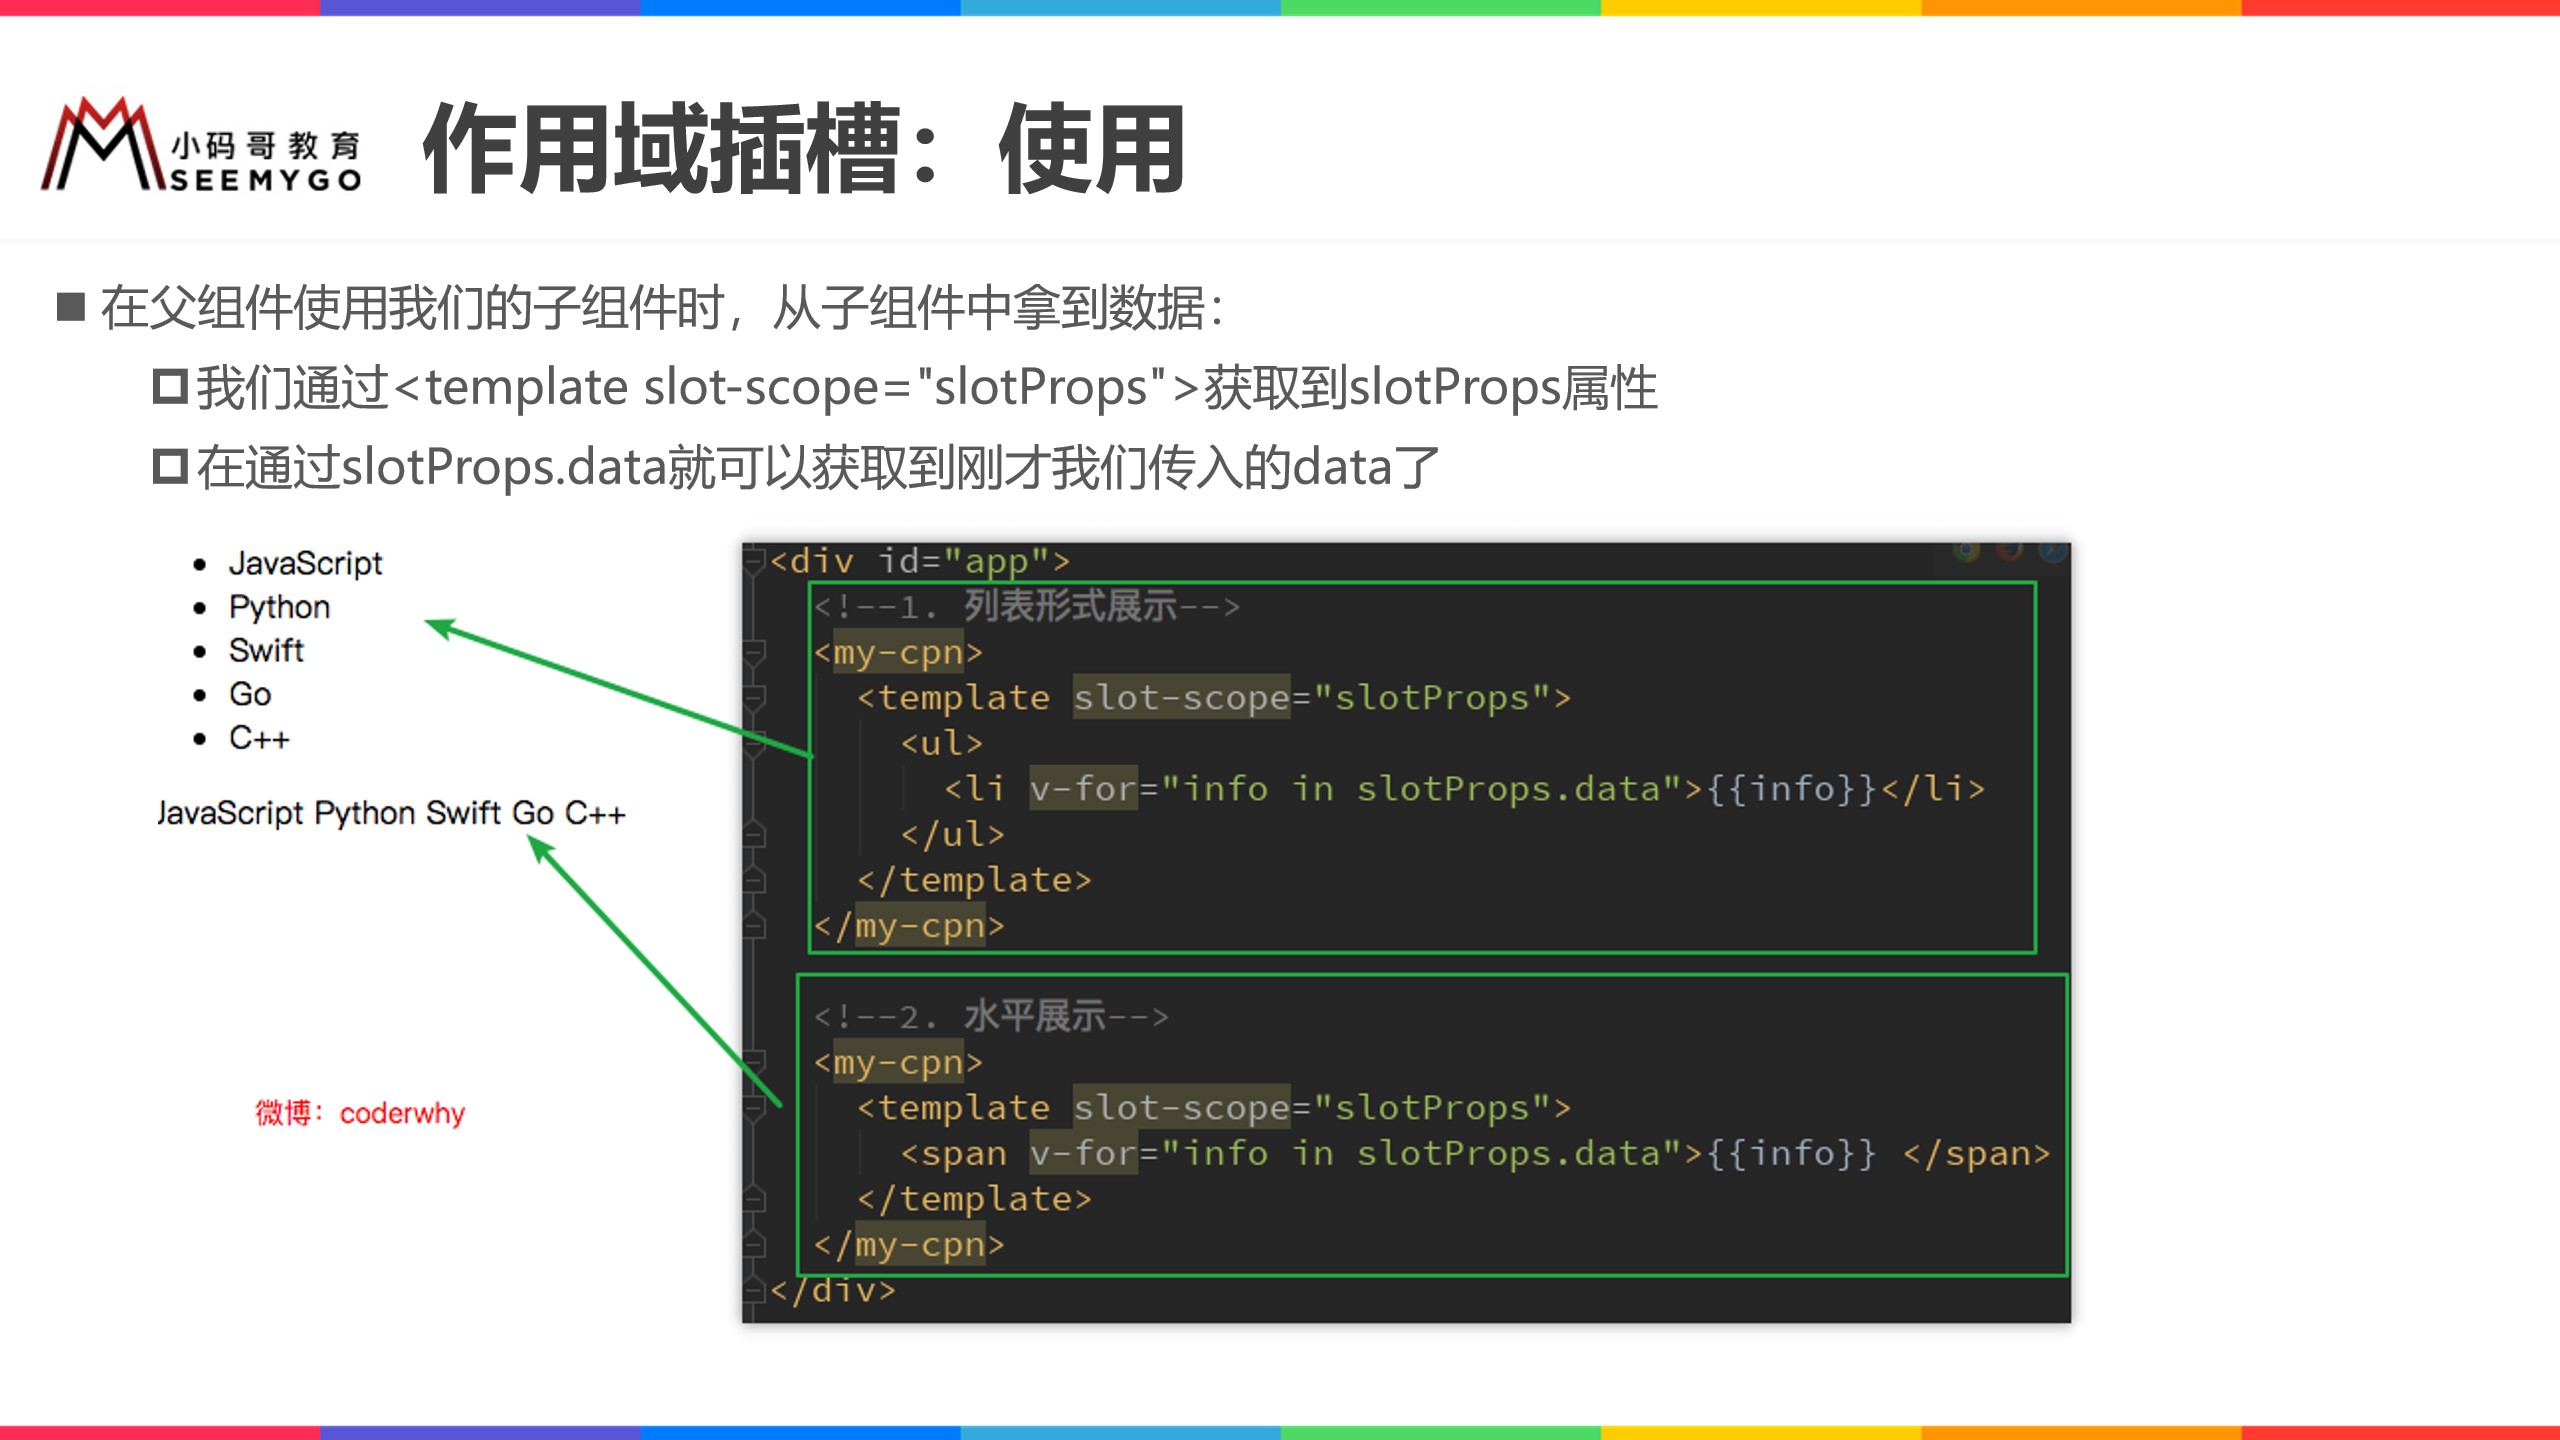 小码哥教育
SEEMYGO
作用域插槽：使用
在父组件使用我们的子组件时，从子组件中拿到数据：
我们通过<template slot-scope="slotProps">获取到slotProps属性
在通过slotProps.data就可以获取到刚才我们传入的data了
JavaScript
Python
Swift
Go
C++
JavaScript Python Swift Go C++
微博：coderwhy
<div id="app">
<!--1. 列表形式展示-->
<my-cpn>
<template slot-scope="slotProps">
<ul>
<li v-for="info in slotProps.data">{{info}}</li>
</ul>
</template>
</my-cpn>
<!--2. 水平展示-->
<my-cpn>
<template slot-scope="slotProps">
<span v-for="info in slotProps.data">{{info}} </span>
</template>
</my-cpn>
</div>